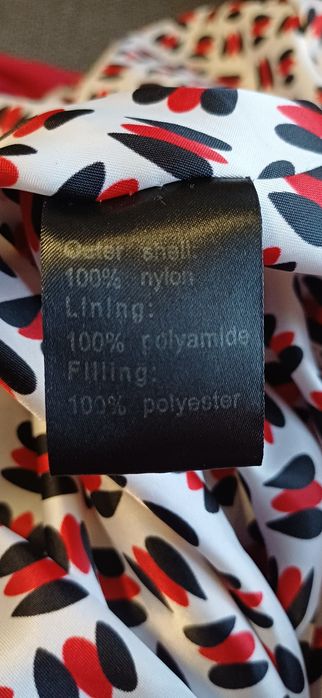 Outer shell:
100% nylon
Lining:
100% polyamide
Filling:
100% polyester